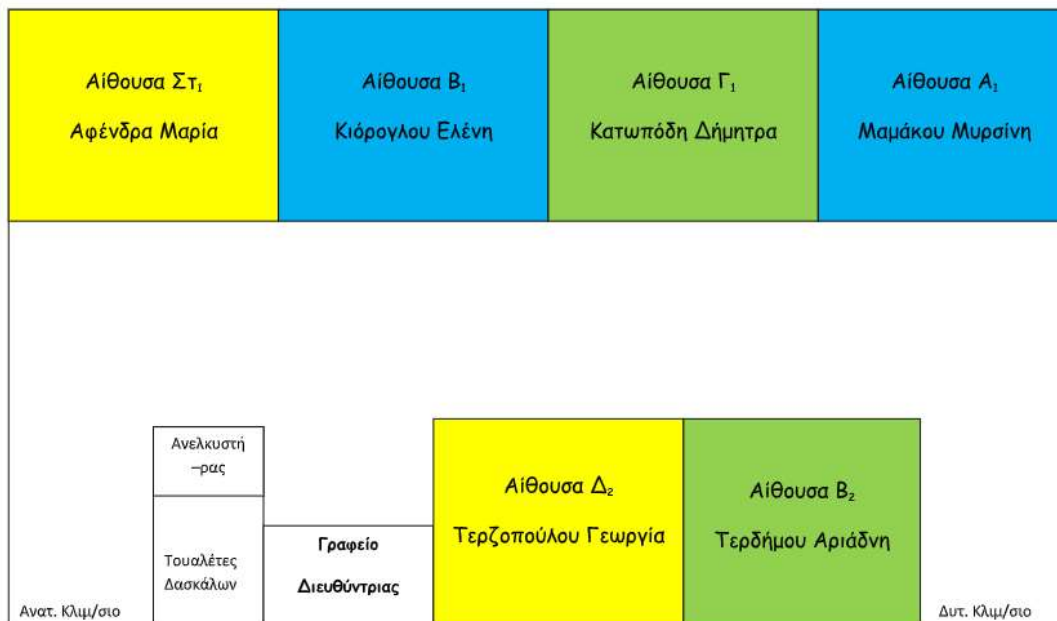 Αίθουσα Στ₁
Αφένδρα Μαρία
Αίθουσα Β₁
Κιόρογλου Ελένη
Αίθουσα Γ₁
Κατωπόδη Δήμητρα
Αίθουσα Α₁
Μαμάκου Μυρσίνη
Ανελκυστή
–ρας
Τουαλέτες
Δασκάλων
Γραφείο
Διευθύντριας
Αίθουσα Δ₂
Τερζοπούλου Γεωργία
Αίθουσα Β₂
Τερδήμου Αριάδνη
Ανατ. Κλιμ/σιο
Δυτ. Κλιμ/σιο